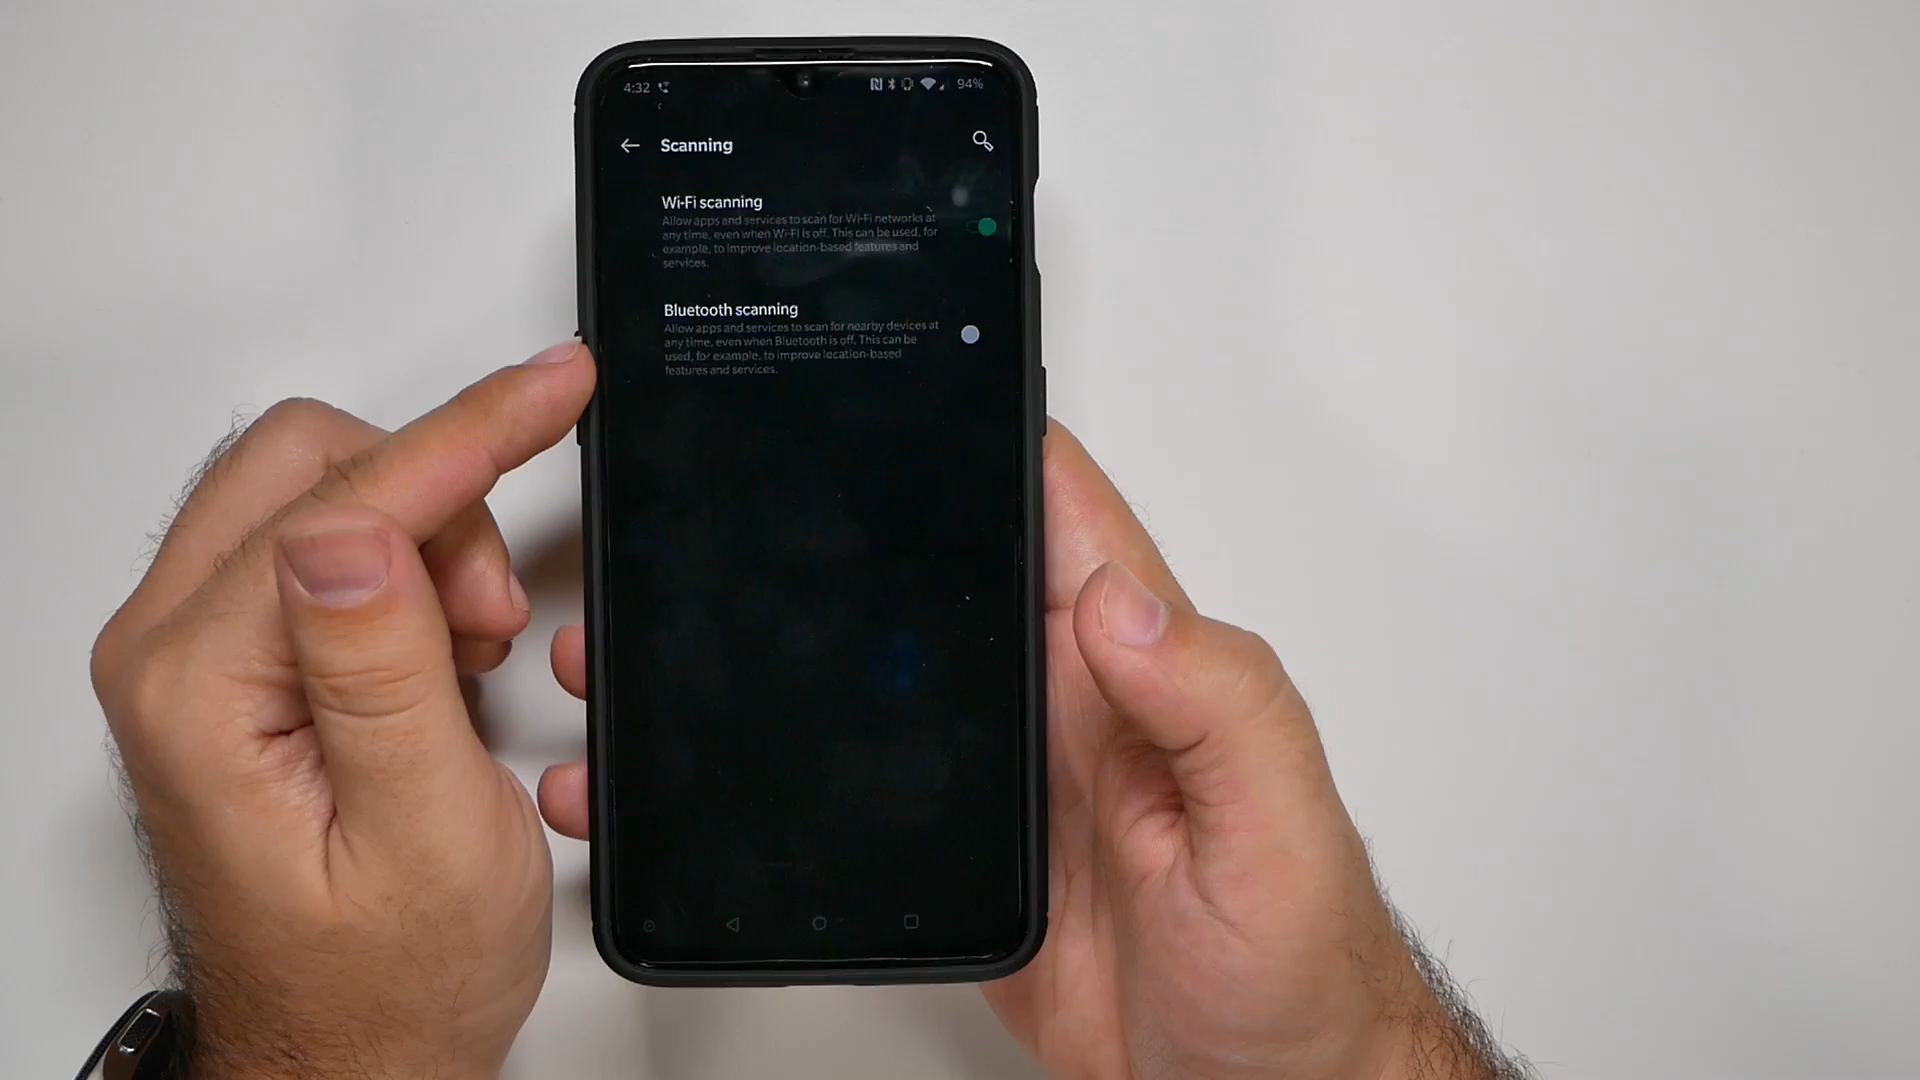 4:32
94%
Scanning
Wi-Fi scanning
Allow apps and services to scan for Wi-Fi networks at
any time, even when Wi-Fi is off. This can be used, for
example, to improve location-based features and
services.
Bluetooth scanning
Allow apps and services to scan for nearby devices at
any time, even when Bluetooth is off. This can be
used, for example, to improve location-based
features and services.